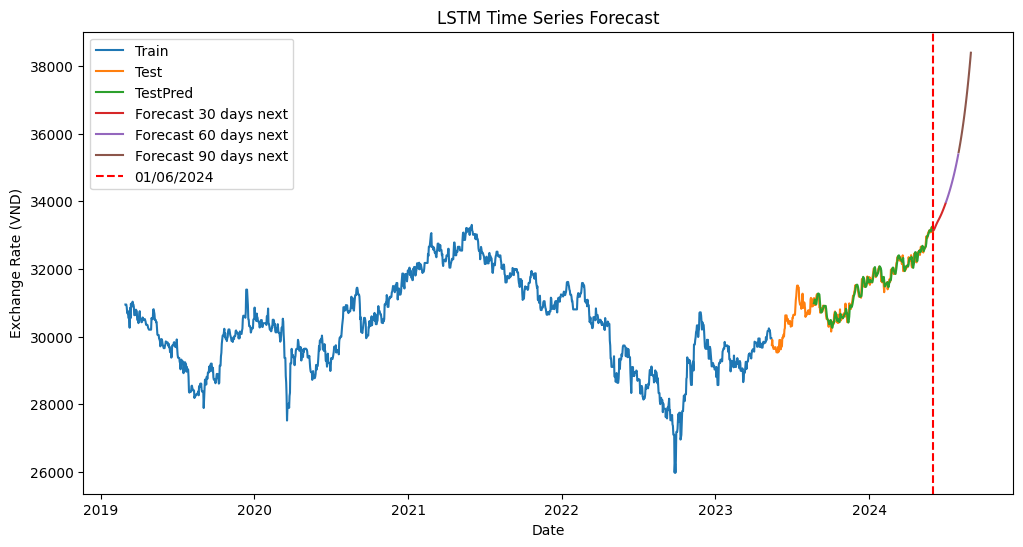 LSTM Time Series Forecast
Train
Test
TestPred
Forecast 30 days next
Forecast 60 days next
Forecast 90 days next
01/06/2024
Exchange Rate (VND)
38000
36000
34000
32000
30000
28000
26000
2019 2020 2021 2022 2023 2024
Date